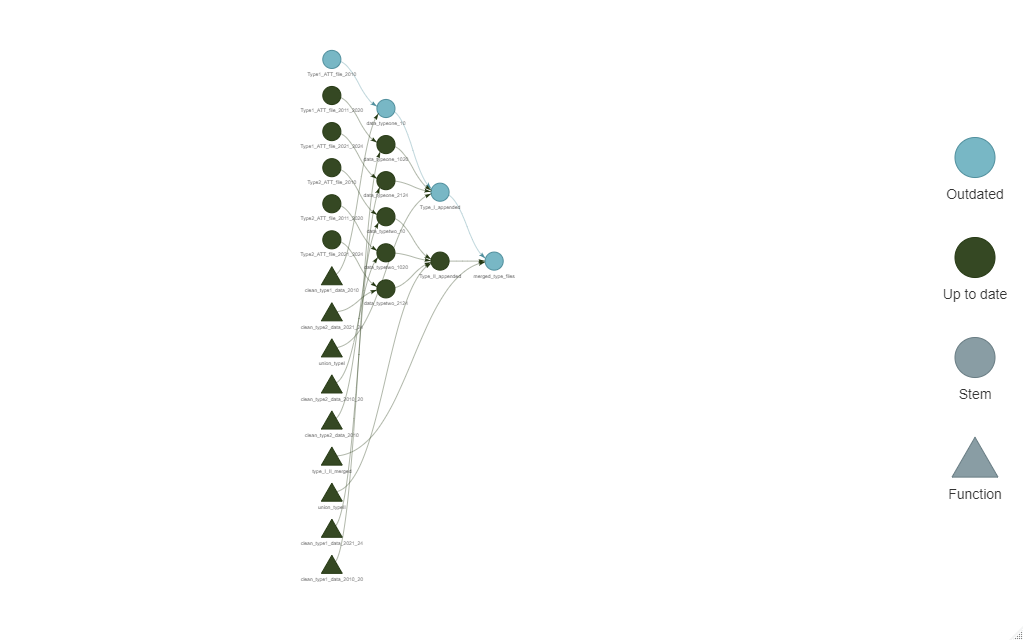 Type1_ATT_file_2010
Type1_ATT_file_2011_2020
Type1_ATT_file_2021_2024
Type2_ATT_file_2010
Type2_ATT_file_2011_2020
Type2_ATT_file_2021_2024
clean_type1_data_2010
clean_type2_data_2021_24
union_typeI
clean_type2_data_2010_20
clean_type2_data_2010
type_I_II_merged
union_typeII
clean_type1_data_2021_24
clean_type1_data_2010_20
data_typeone_10
data_typeone_1020
data_typeone_2124
data_typetwo_10
data_typetwo_1020
data_typetwo_2124
Type_I_appended
Type_II_appended
merged_type_files
Outdated
Up to date
Stem
Function